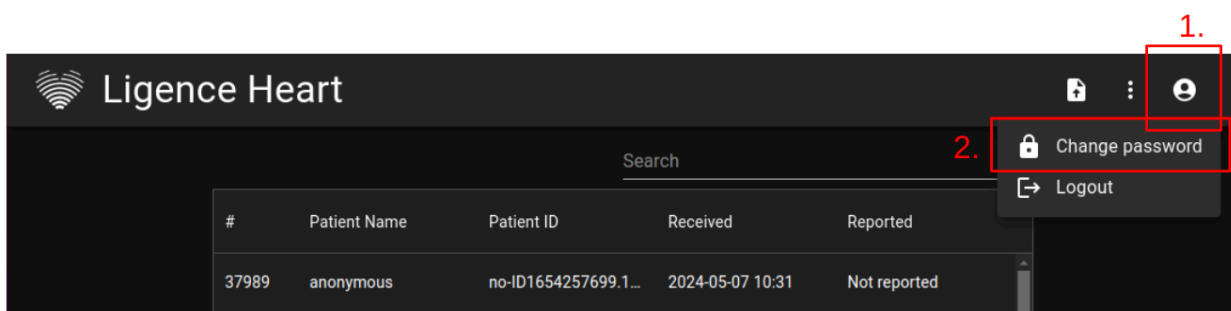 1.
Ligence Heart
2.
Change password
Search
Logout
# Patient Name Patient ID Received Reported
37989 anonymous no-ID1654257699.1... 2024-05-07 10:31 Not reported